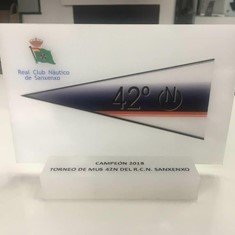 Real Club Náutico
de Sanxenxo
42º N
CAMPEÓN 2018
TORNEO DE MUS 42N DEL R.C.N. SANXENXO